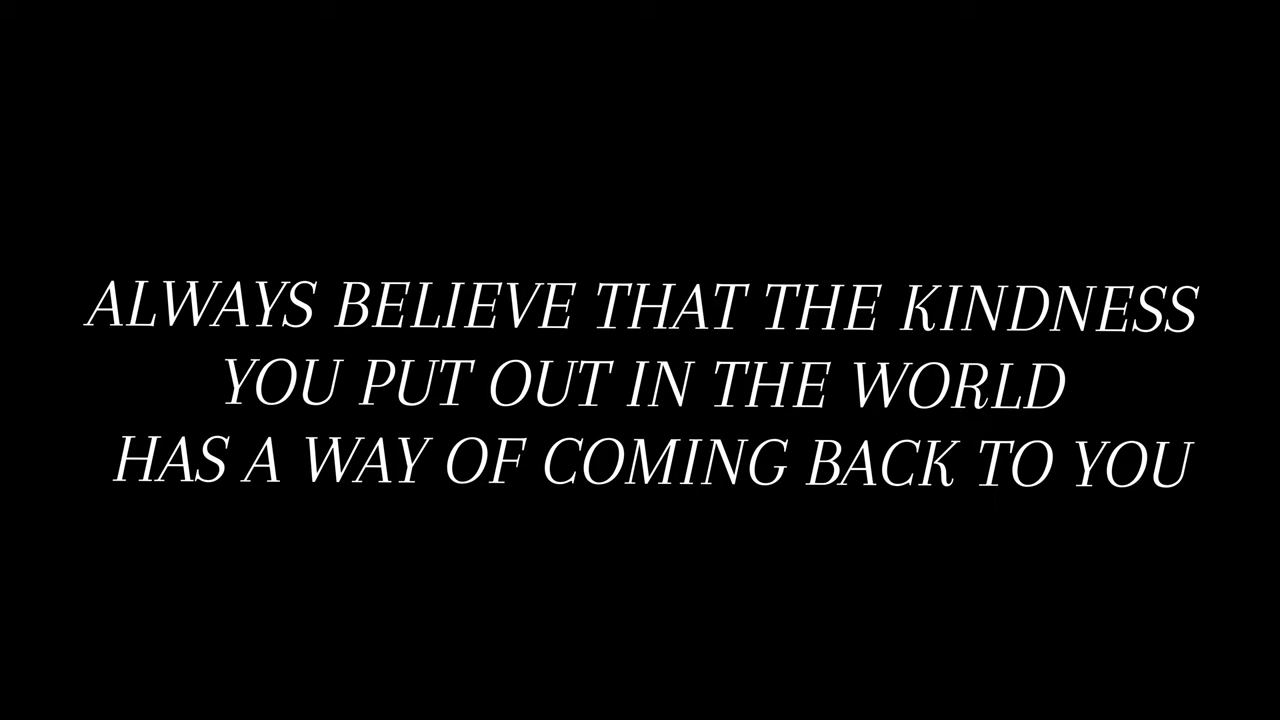 ALWAYS BELIEVE THAT THE KINDNESS
YOU PUT OUT IN THE WORLD
HAS A WAY OF COMING BACK TO YOU